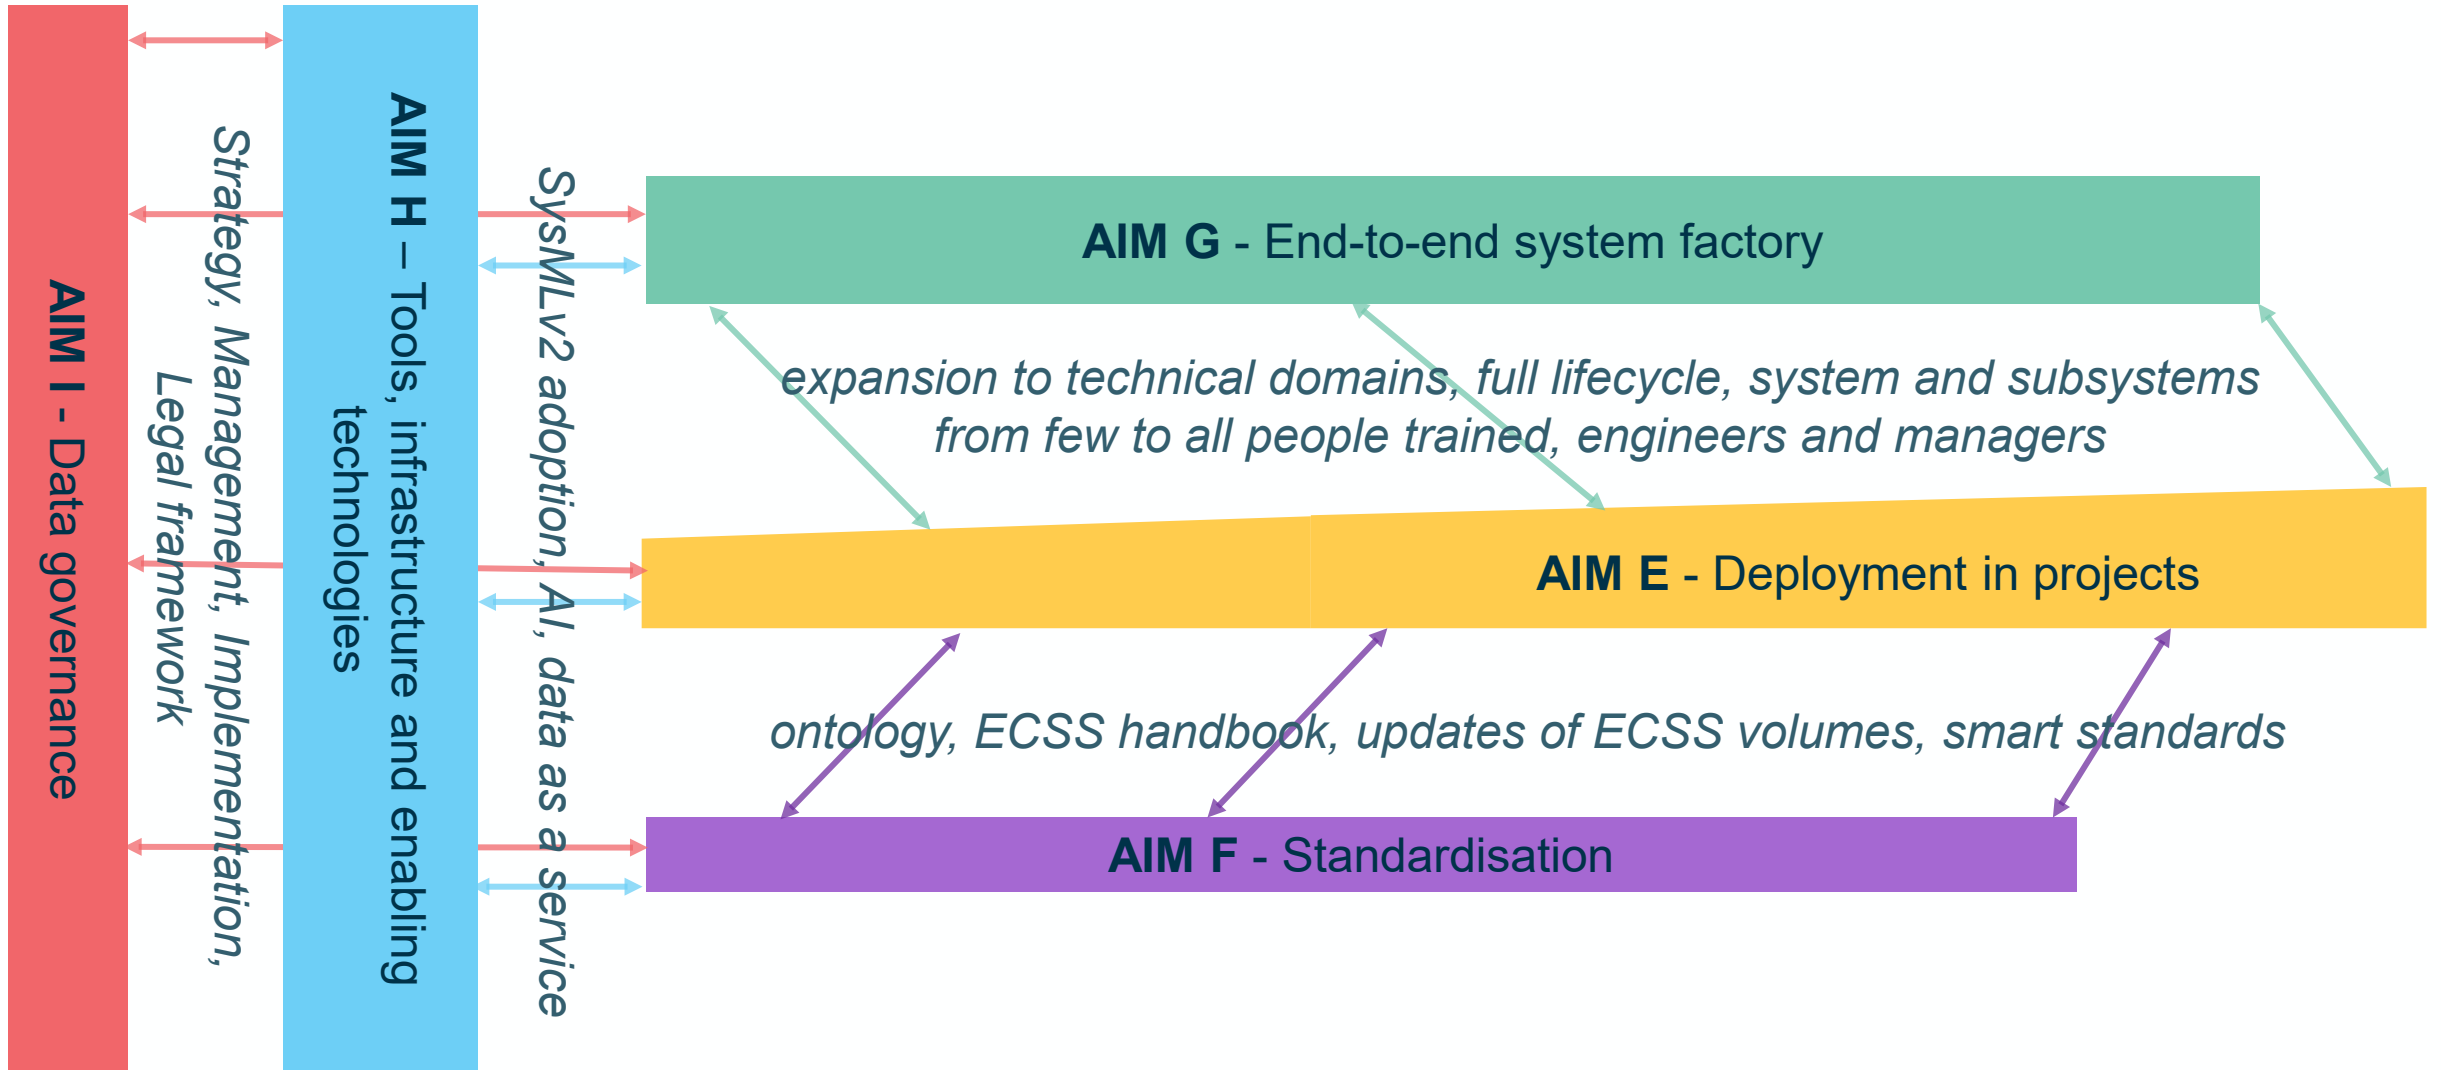 AIM I - Data governance
Strategy, Management, Implementation,
Legal framework
AIM H – Tools, infrastructure and enabling
technologies
SysMLv2 adoption, AI, data as a service
AIM G - End-to-end system factory
expansion to technical domains, full lifecycle, system and subsystems
from few to all people trained, engineers and managers
AIM E - Deployment in projects
ontology, ECSS handbook, updates of ECSS volumes, smart standards
AIM F - Standardisation